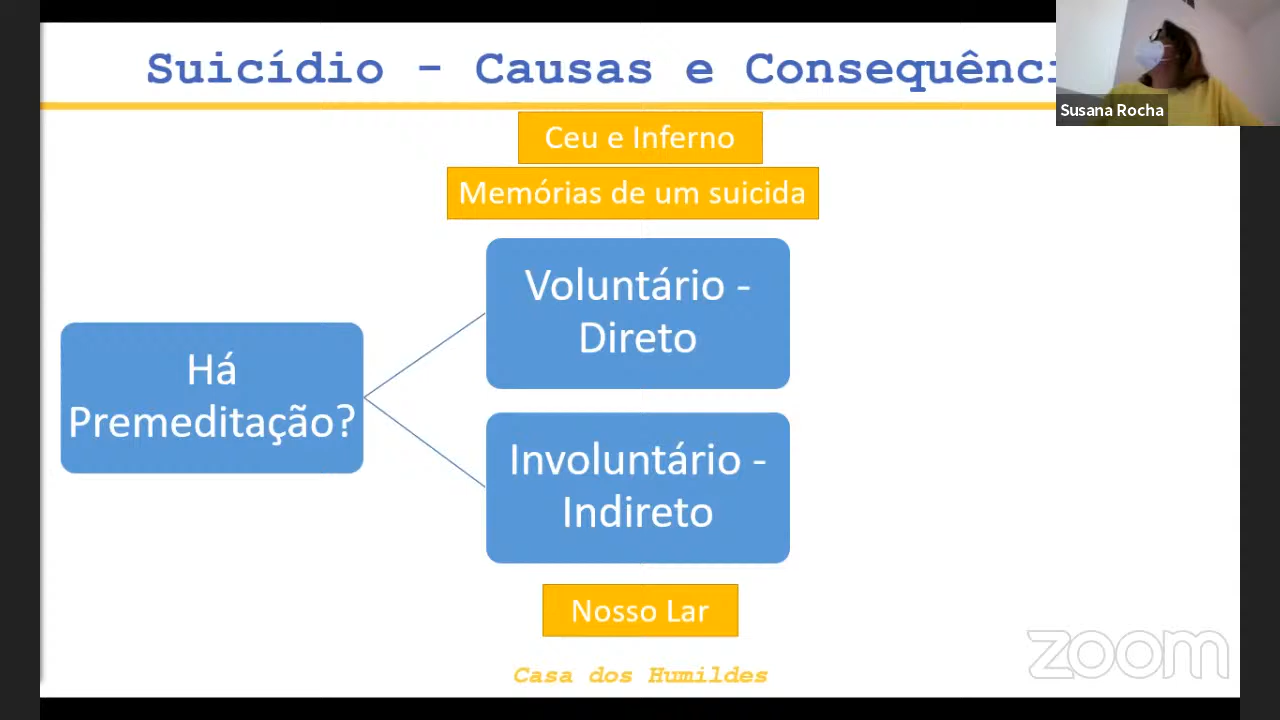 Suicídio - Causas e Consequênci
Susana Rocha
Ceu e Inferno
Memórias de um suicida
Voluntário -
Direto
Há
Premeditação?
Involuntário -
Indireto
Nosso Lar
Casa dos Humildes
zoom